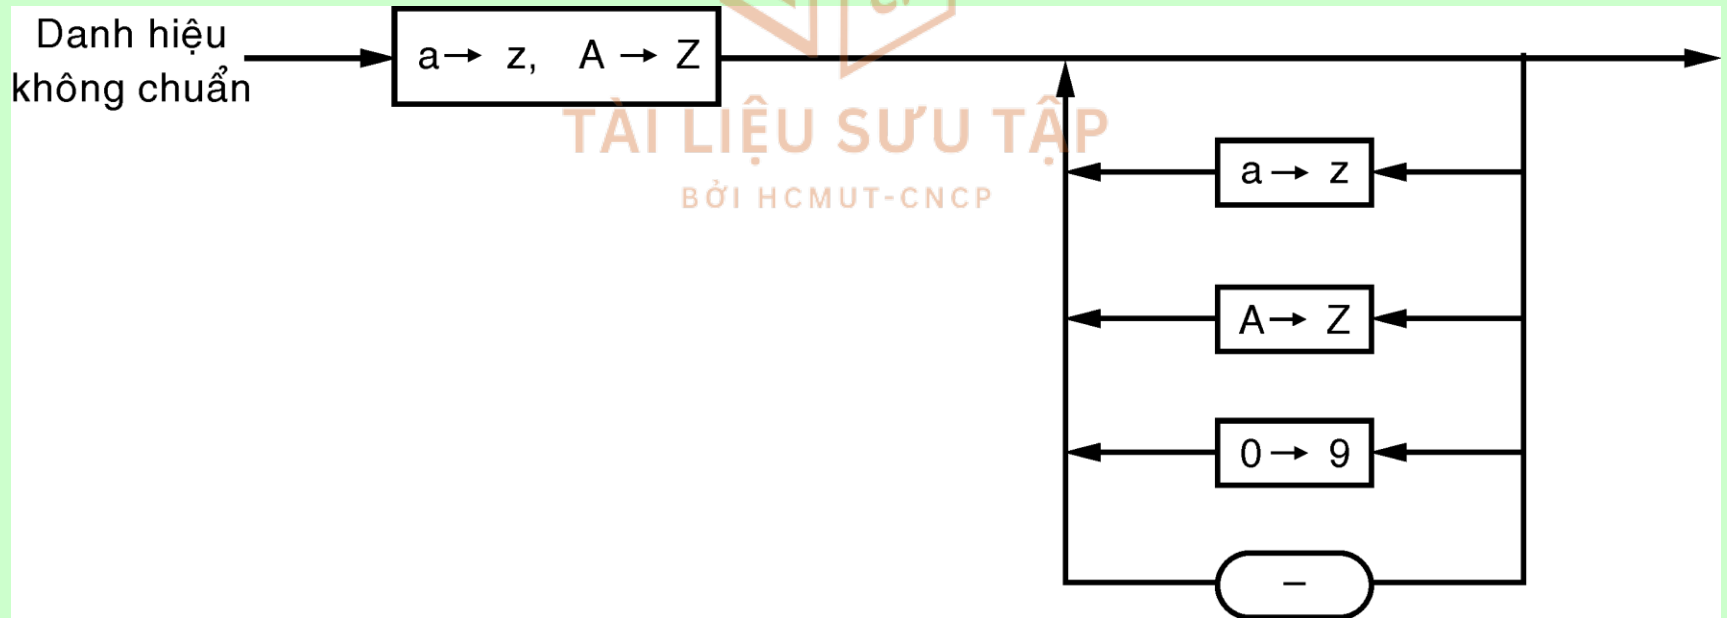 Danh hiệu
không chuẩn
a→ z, A → Z
TÀI LIỆU SƯU TẬP
BỞI HCMUT-CNCP
a→ z
A→ Z
0→ 9
–